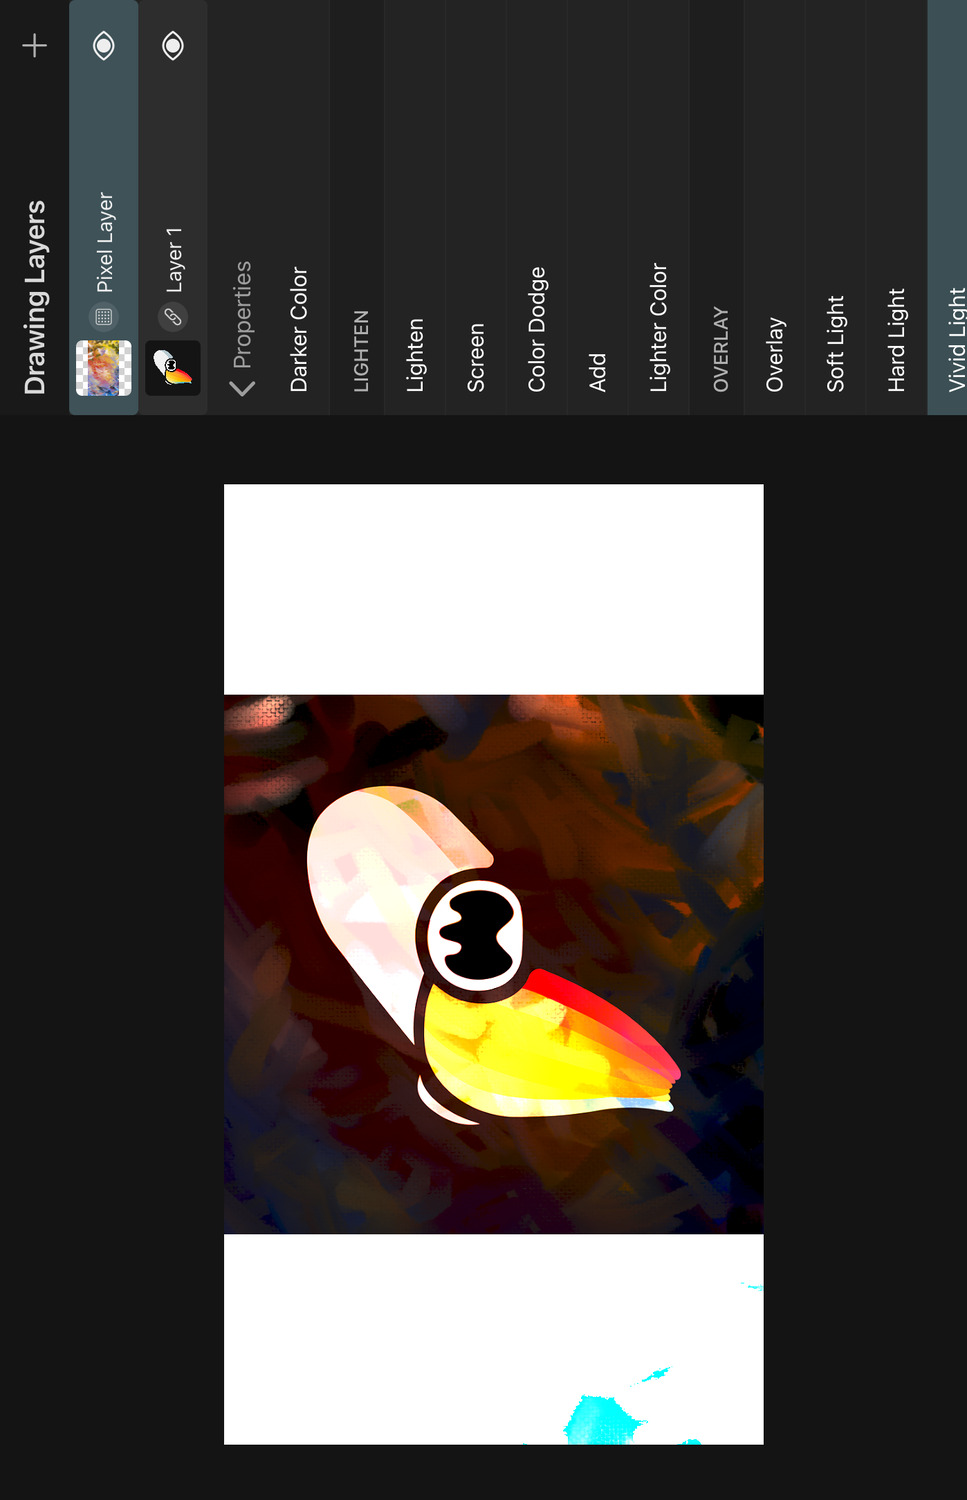 Drawing Layers
Pixel Layer
Layer 1
Properties
Darker Color
LIGHTEN
Lighten
Screen
Color Dodge
Add
Lighter Color
OVERLAY
Overlay
Soft Light
Hard Light
Vivid Light